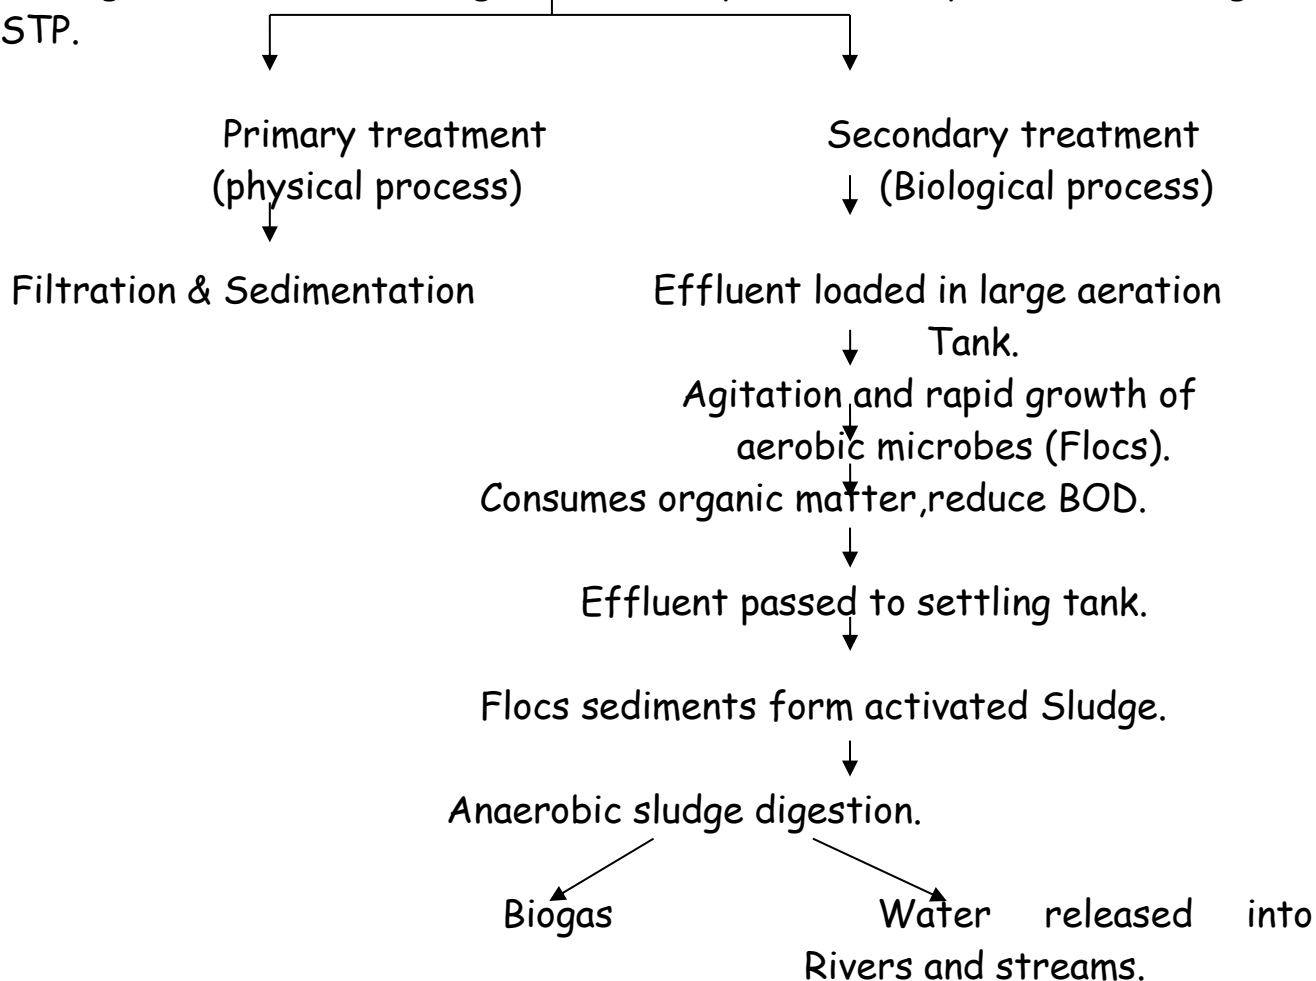 STP.
Primary treatment Secondary treatment
(physical process) (Biological process)
Filtration & Sedimentation Effluent loaded in large aeration
Tank.
Agitation and rapid growth of
aerobic microbes (Flocs).
Consumes organic matter,reduce BOD.
Effluent passed to settling tank.
Flocs sediments form activated Sludge.
Anaerobic sludge digestion.
Biogas Water released into
Rivers and streams.